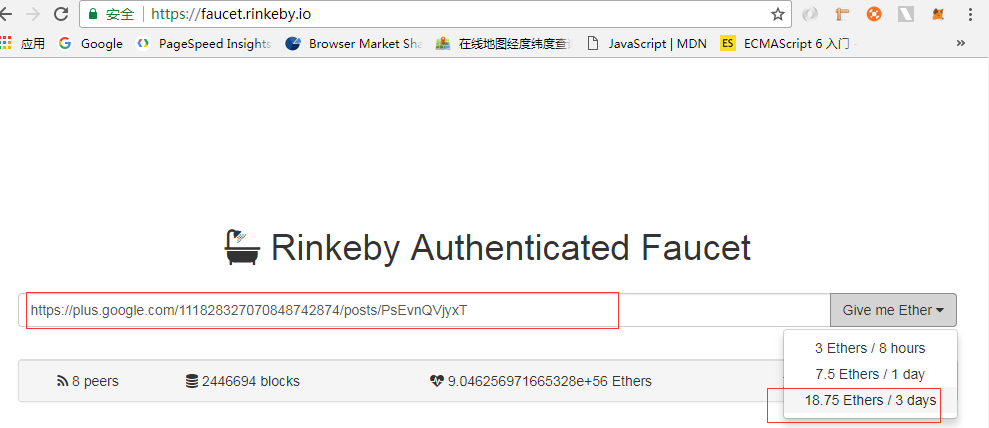 安全 https://faucet.rinkeby.io
应用 Google PageSpeed Insights Browser Market Sha 在线地图经度纬度查 JavaScript | MDN ES ECMAScript 6 入门 »
Rinkeby Authenticated Faucet
https://plus.google.com/111828327070848742874/posts/PsEvnQVjyxT Give me Ether
3 Ethers / 8 hours
7.5 Ethers / 1 day
18.75 Ethers / 3 days
8 peers 2446694 blocks 9.046256971665328e+56 Ethers